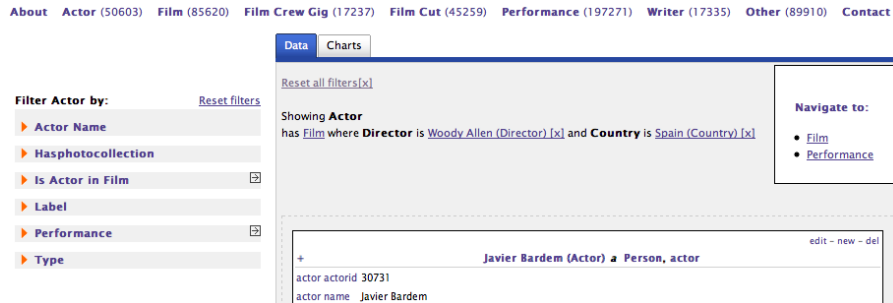 About Actor (50603) Film (85620) Film Crew Gig (17237) Film Cut (45259) Performance (197271) Writer (17335) Other (89910) Contact
Data Charts
Reset all filters[x]
Filter Actor by: Reset filters
Actor Name
Hasphotocollection
Is Actor in Film
Label
Performance
Type
Showing Actor
has Film where Director is Woody Allen (Director) [x] and Country is Spain (Country) [x]
Navigate to:
Film
Performance
edit – new – del
+ Javier Bardem (Actor) a Person, actor
actor actorid 30731
actor name Javier Bardem